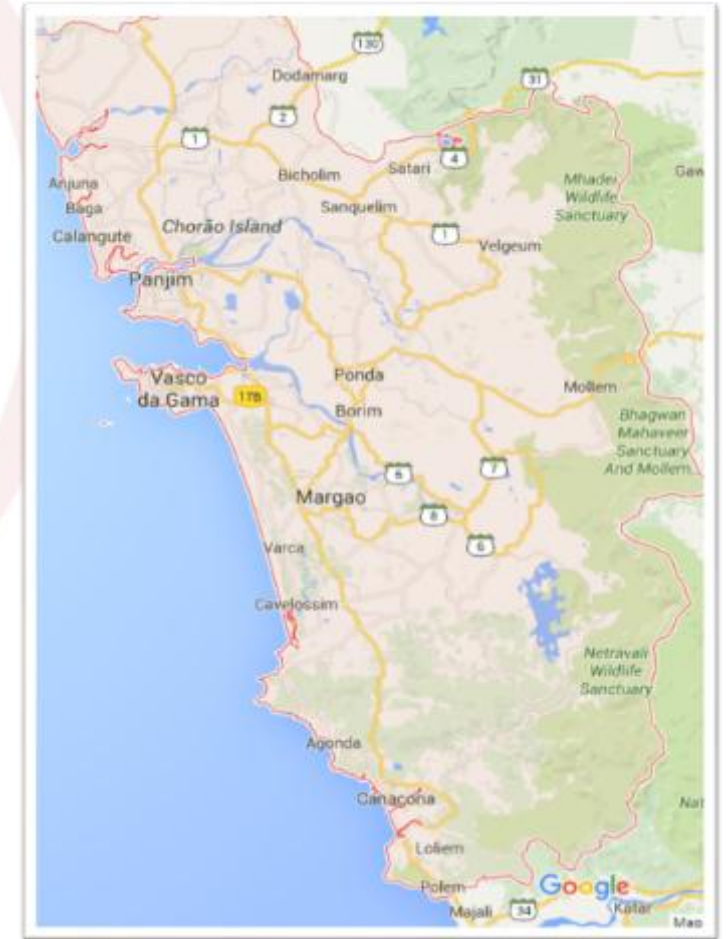 130
Dodamarg
31
2
1
4
Bicholim
Satari
Gaw
Anjuna
Mhadei
Wildlife
Sanctuary
Baga
Sanquelim
Calangute
Chorão Island
1
Velgeum
Panjim
Ponda
Vasco
da Gama
17B
Mollem
Borim
Bhagwan
Mahaveer
Sanctuary
And Mollem
6
7
Margao
8
6
Varca
Cavelossim
Netravali
Wildlife
Sanctuary
Agonda
Canacona
Nat
Loliem
Polem
Google
Majali
34
Katar
Map